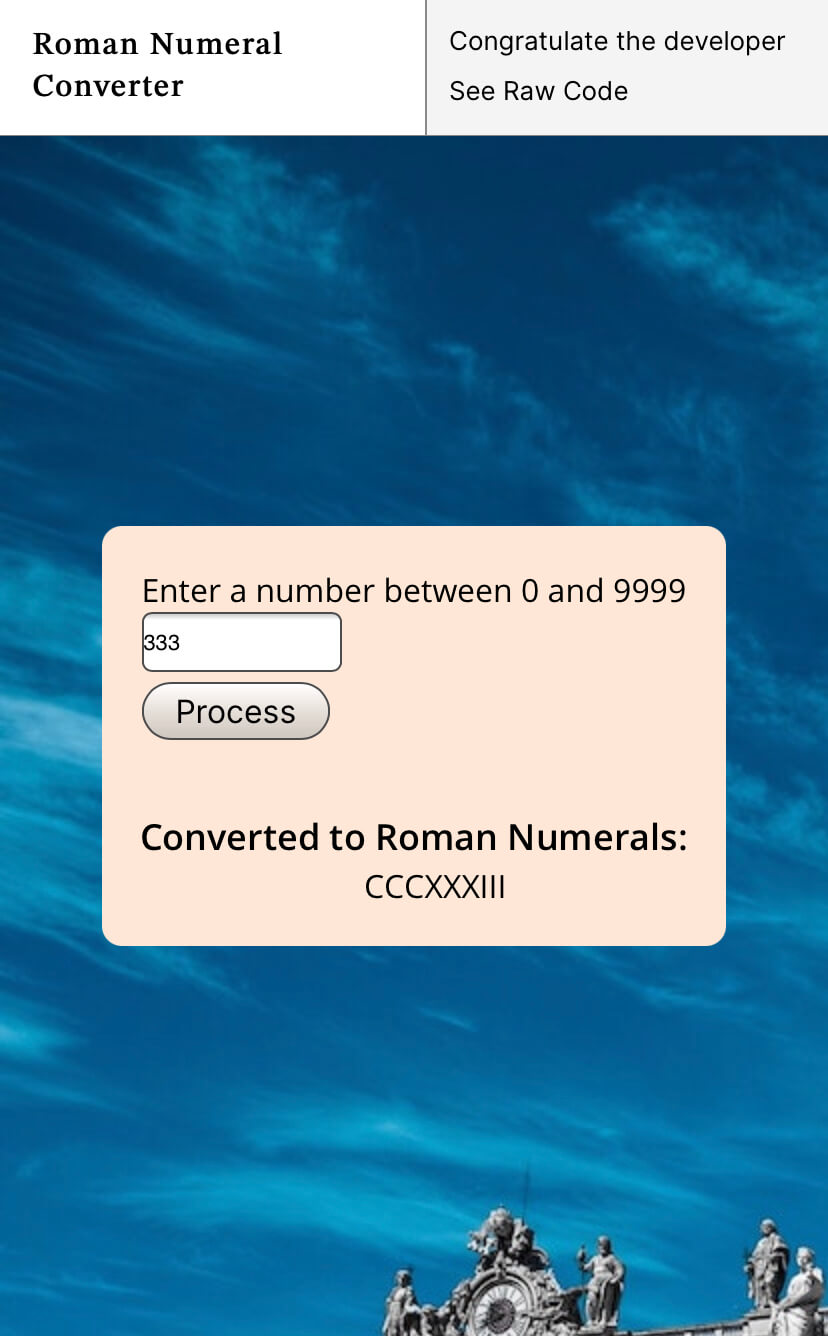 Roman Numeral
Converter
Congratulate the developer
See Raw Code
Enter a number between 0 and 9999
333
Process
Converted to Roman Numerals:
CCCXXXIII